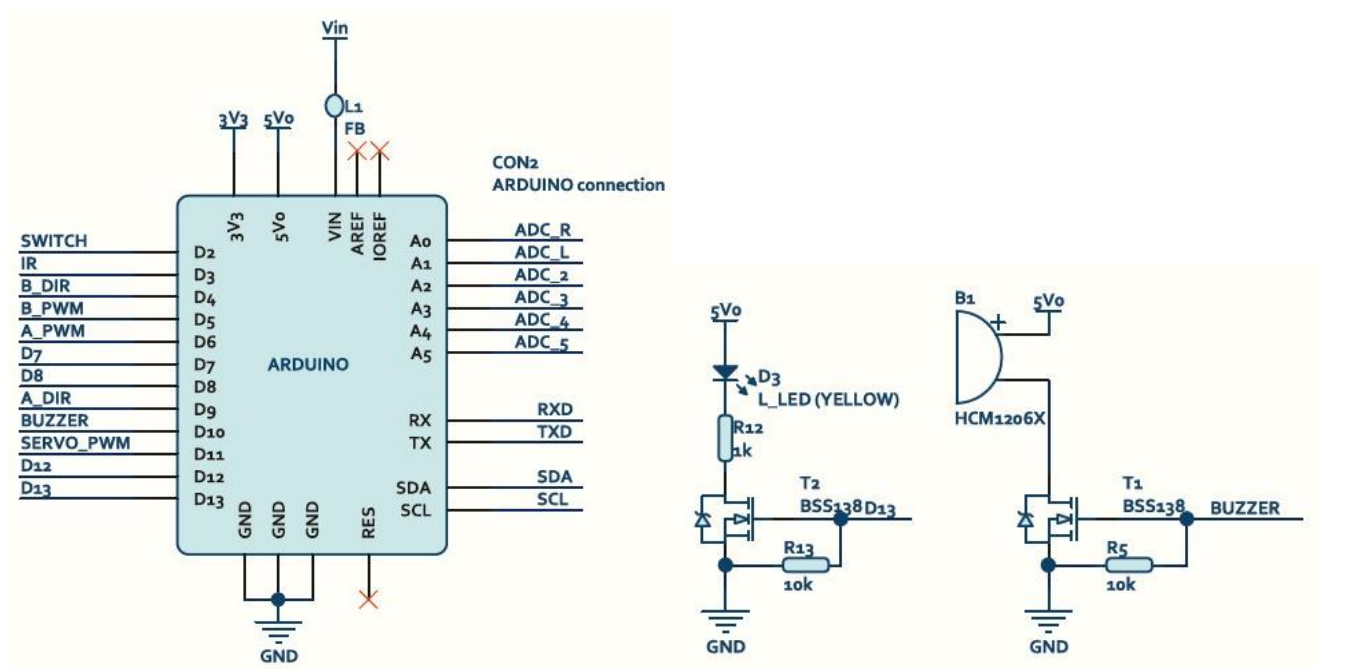 Vin
L1
FB
3V3
5V0
CON2
ARDUINO connection
3V3
5V0
VIN
AREF
IOREF
SWITCH
IR
B_DIR
B_PWM
A_PWM
D7
D8
A_DIR
BUZZER
SERVO_PWM
D12
D13
D2
D3
D4
D5
D6
D7
D8
D9
D10
D11
D12
D13
ARDUINO
A0
A1
A2
A3
A4
A5
RX
TX
SDA
SCL
ADC_R
ADC_L
ADC_2
ADC_3
ADC_4
ADC_5
RXD
TXD
SDA
SCL
GND
GND
GND
RES
GND
5V0
D3
L_LED (YELLOW)
R12
1k
T2
BSS138
D13
R13
10k
GND
B1
+
5V0
HCM1206X
T1
BSS138
BUZZER
R5
10k
GND